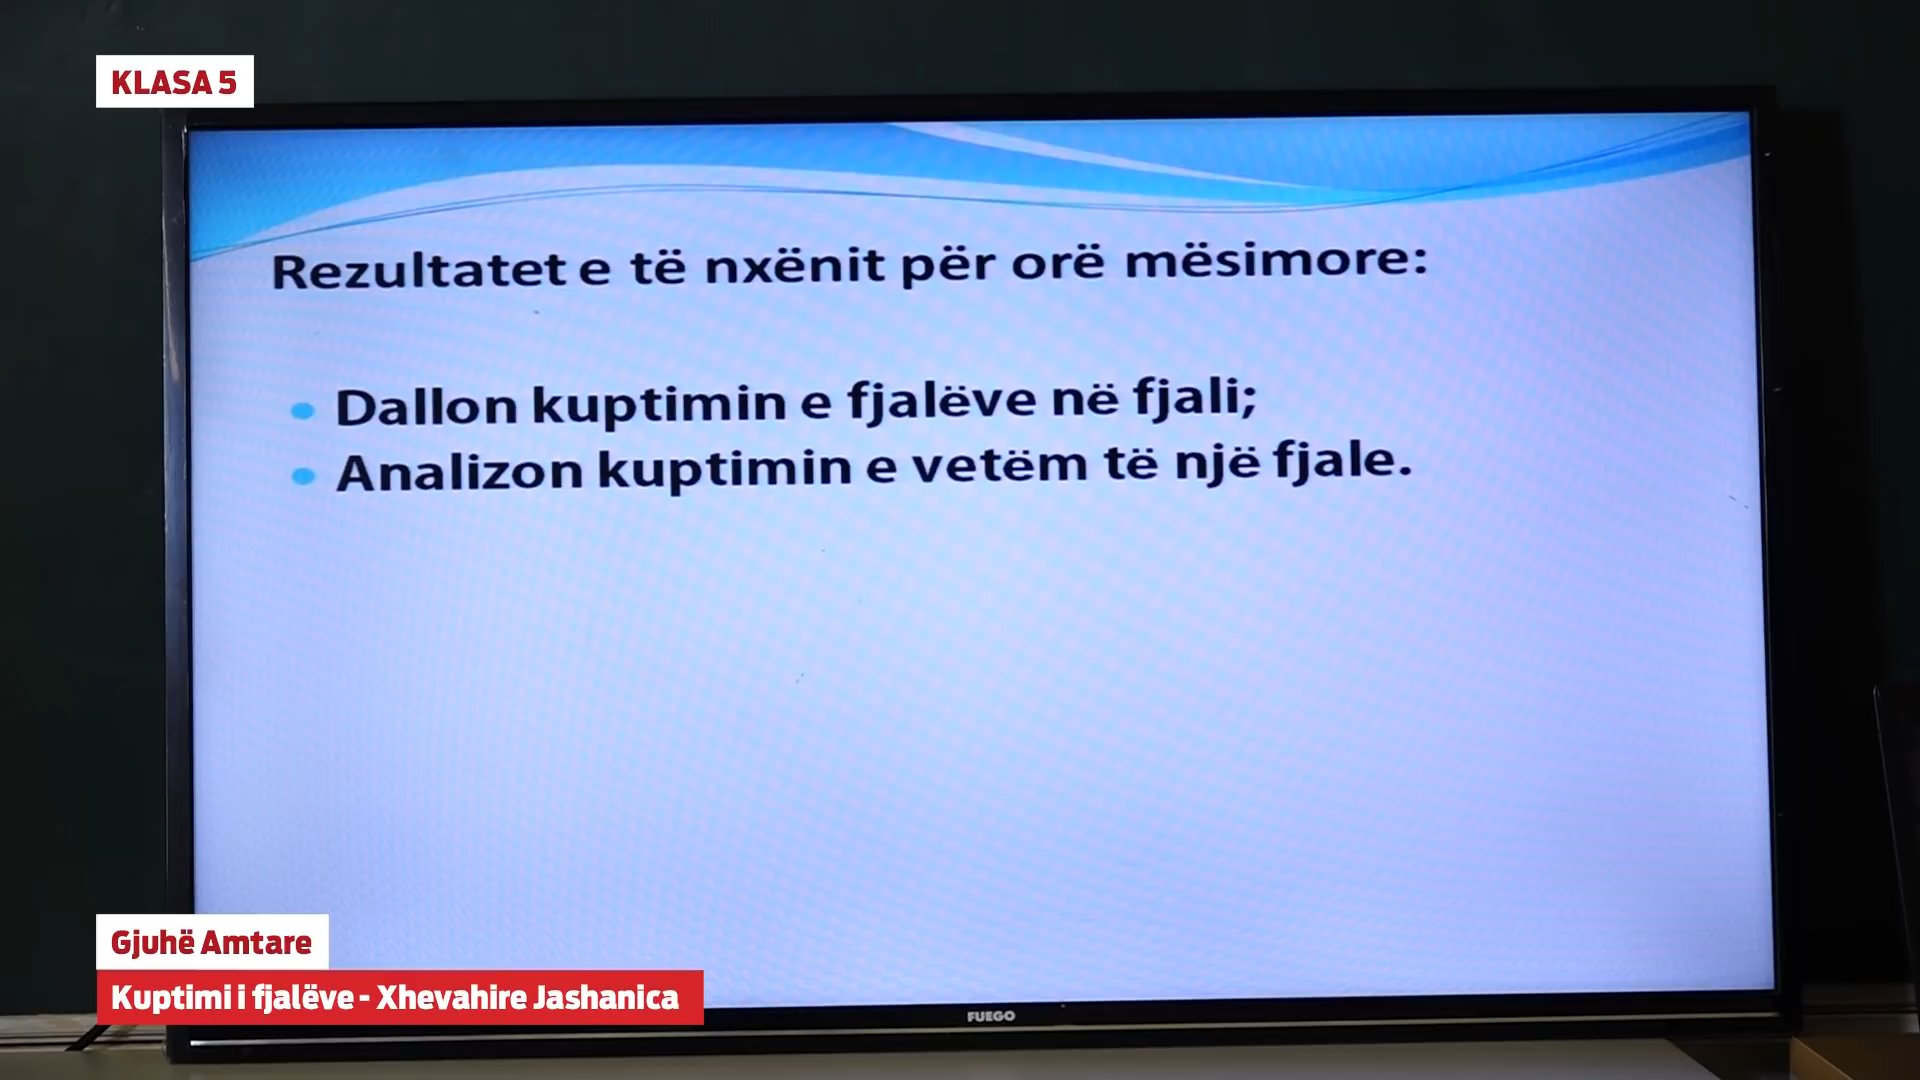 KLASA 5
Rezultatet e të nxënit për orë mësimore:
Dallon kuptimin e fjalëve në fjali;
Analizon kuptimin e vetëm të një fjale.
Gjuhë Amtare
Kuptimi i fjalëve - Xhevahire Jashanica
FUEGO